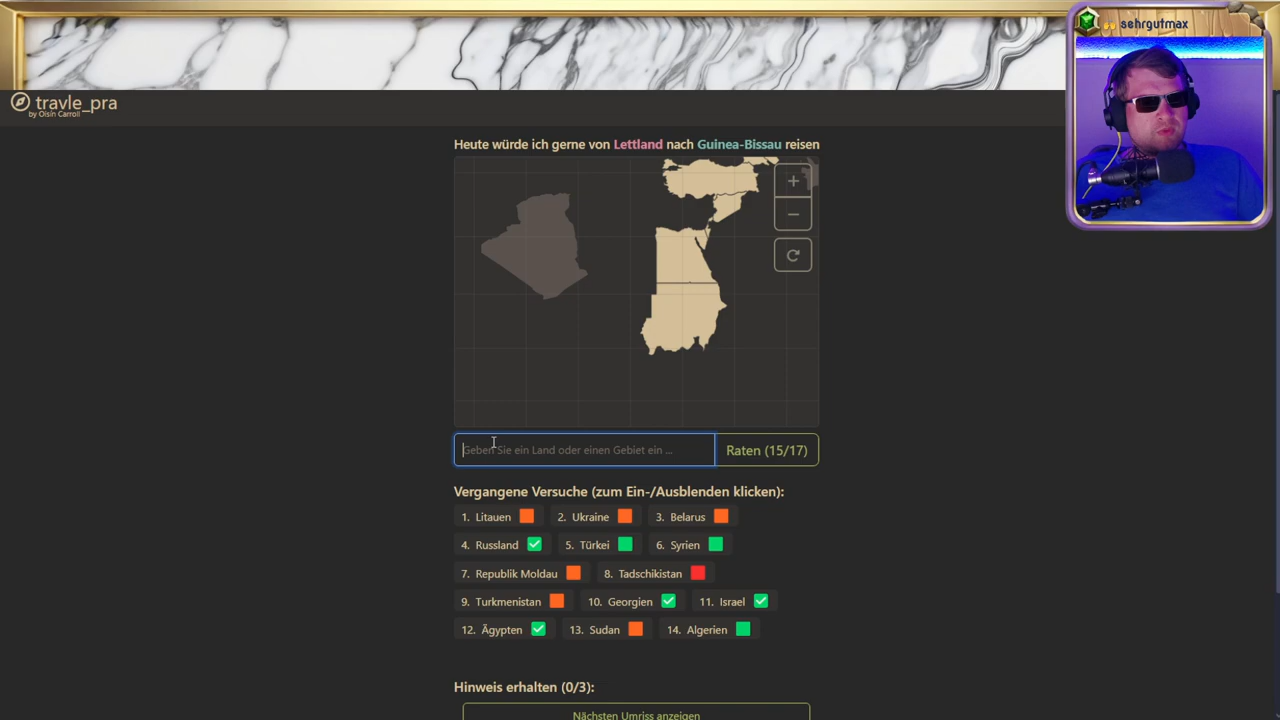 sehrgutmax
travle_pra
by Oisín Carroll
Heute würde ich gerne von Lettland nach Guinea-Bissau reisen
Geben Sie ein Land oder einen Gebiet ein ...
Raten (15/17)
Vergangene Versuche (zum Ein-/Ausblenden klicken):
1. Litauen 2. Ukraine 3. Belarus
4. Russland 5. Türkei 6. Syrien
7. Republik Moldau 8. Tadschikistan
9. Turkmenistan 10. Georgien 11. Israel
12. Ägypten 13. Sudan 14. Algerien
Hinweis erhalten (0/3):
Nächsten Umriss anzeigen